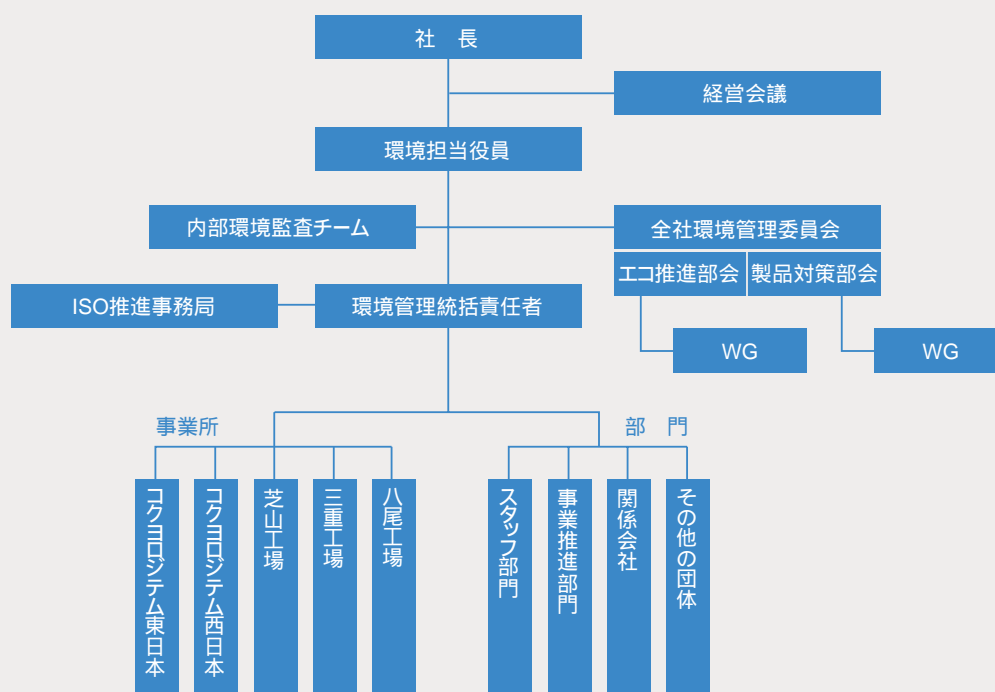 社　長
経営会議
環境担当役員
内部環境監査チーム
全社環境管理委員会
エコ推進部会
製品対策部会
ISO推進事務局
環境管理統括責任者
WG
WG
事業所
部　門
コクヨロジテム東日本
コクヨロジテム西日本
芝山工場
三重工場
八尾工場
スタッフ部門
事業推進部門
関係会社
その他の団体